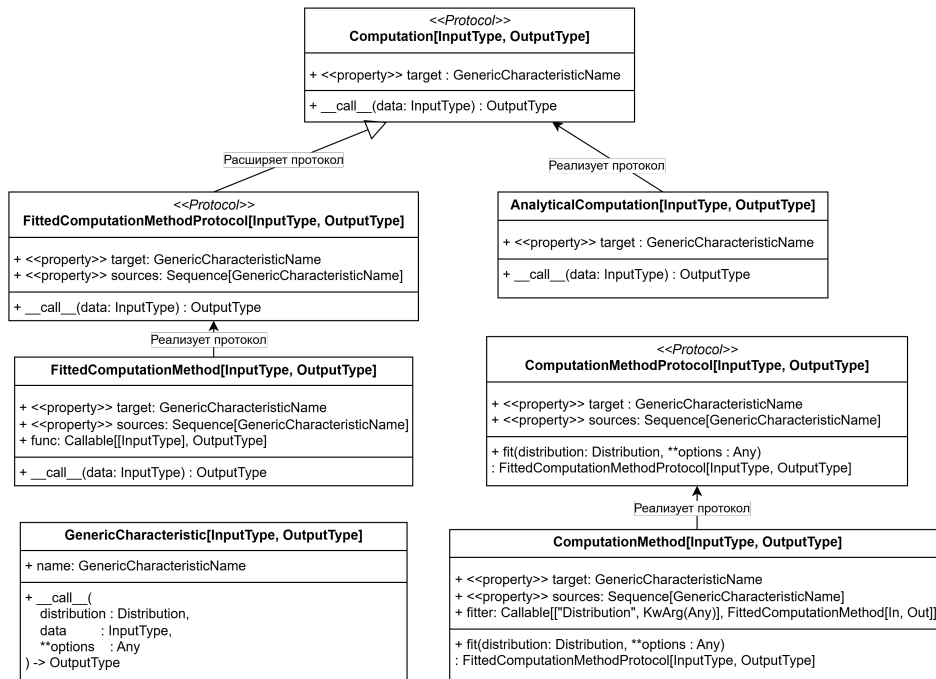 <<Protocol>>
Computation[InputType, OutputType]
+ <<property>> target : GenericCharacteristicName
+ __call__(data: InputType) : OutputType
Расширяет протокол
Реализует протокол
<<Protocol>>
FittedComputationMethodProtocol[InputType, OutputType]
+ <<property>> target: GenericCharacteristicName
+ <<property>> sources: Sequence[GenericCharacteristicName]
+ __call__(data: InputType) : OutputType
AnalyticalComputation[InputType, OutputType]
+ <<property>> target : GenericCharacteristicName
+ __call__(data: InputType) : OutputType
Реализует протокол
FittedComputationMethod[InputType, OutputType]
+ <<property>> target: GenericCharacteristicName
+ <<property>> sources: Sequence[GenericCharacteristicName]
+ func: Callable[[InputType], OutputType]
+ __call__(data: InputType) : OutputType
<<Protocol>>
ComputationMethodProtocol[InputType, OutputType]
+ <<property>> target : GenericCharacteristicName
+ <<property>> sources: Sequence[GenericCharacteristicName]
+ fit(distribution: Distribution, **options : Any)
: FittedComputationMethodProtocol[InputType, OutputType]
Реализует протокол
GenericCharacteristic[InputType, OutputType]
+ name: GenericCharacteristicName
+ __call__(
distribution : Distribution,
data : InputType,
**options : Any
) -> OutputType
ComputationMethod[InputType, OutputType]
+ <<property>> target: GenericCharacteristicName
+ <<property>> sources: Sequence[GenericCharacteristicName]
+ fitter: Callable[["Distribution", KwArg(Any)], FittedComputationMethod[In, Out]]
+ fit(distribution: Distribution, **options : Any)
: FittedComputationMethodProtocol[InputType, OutputType]